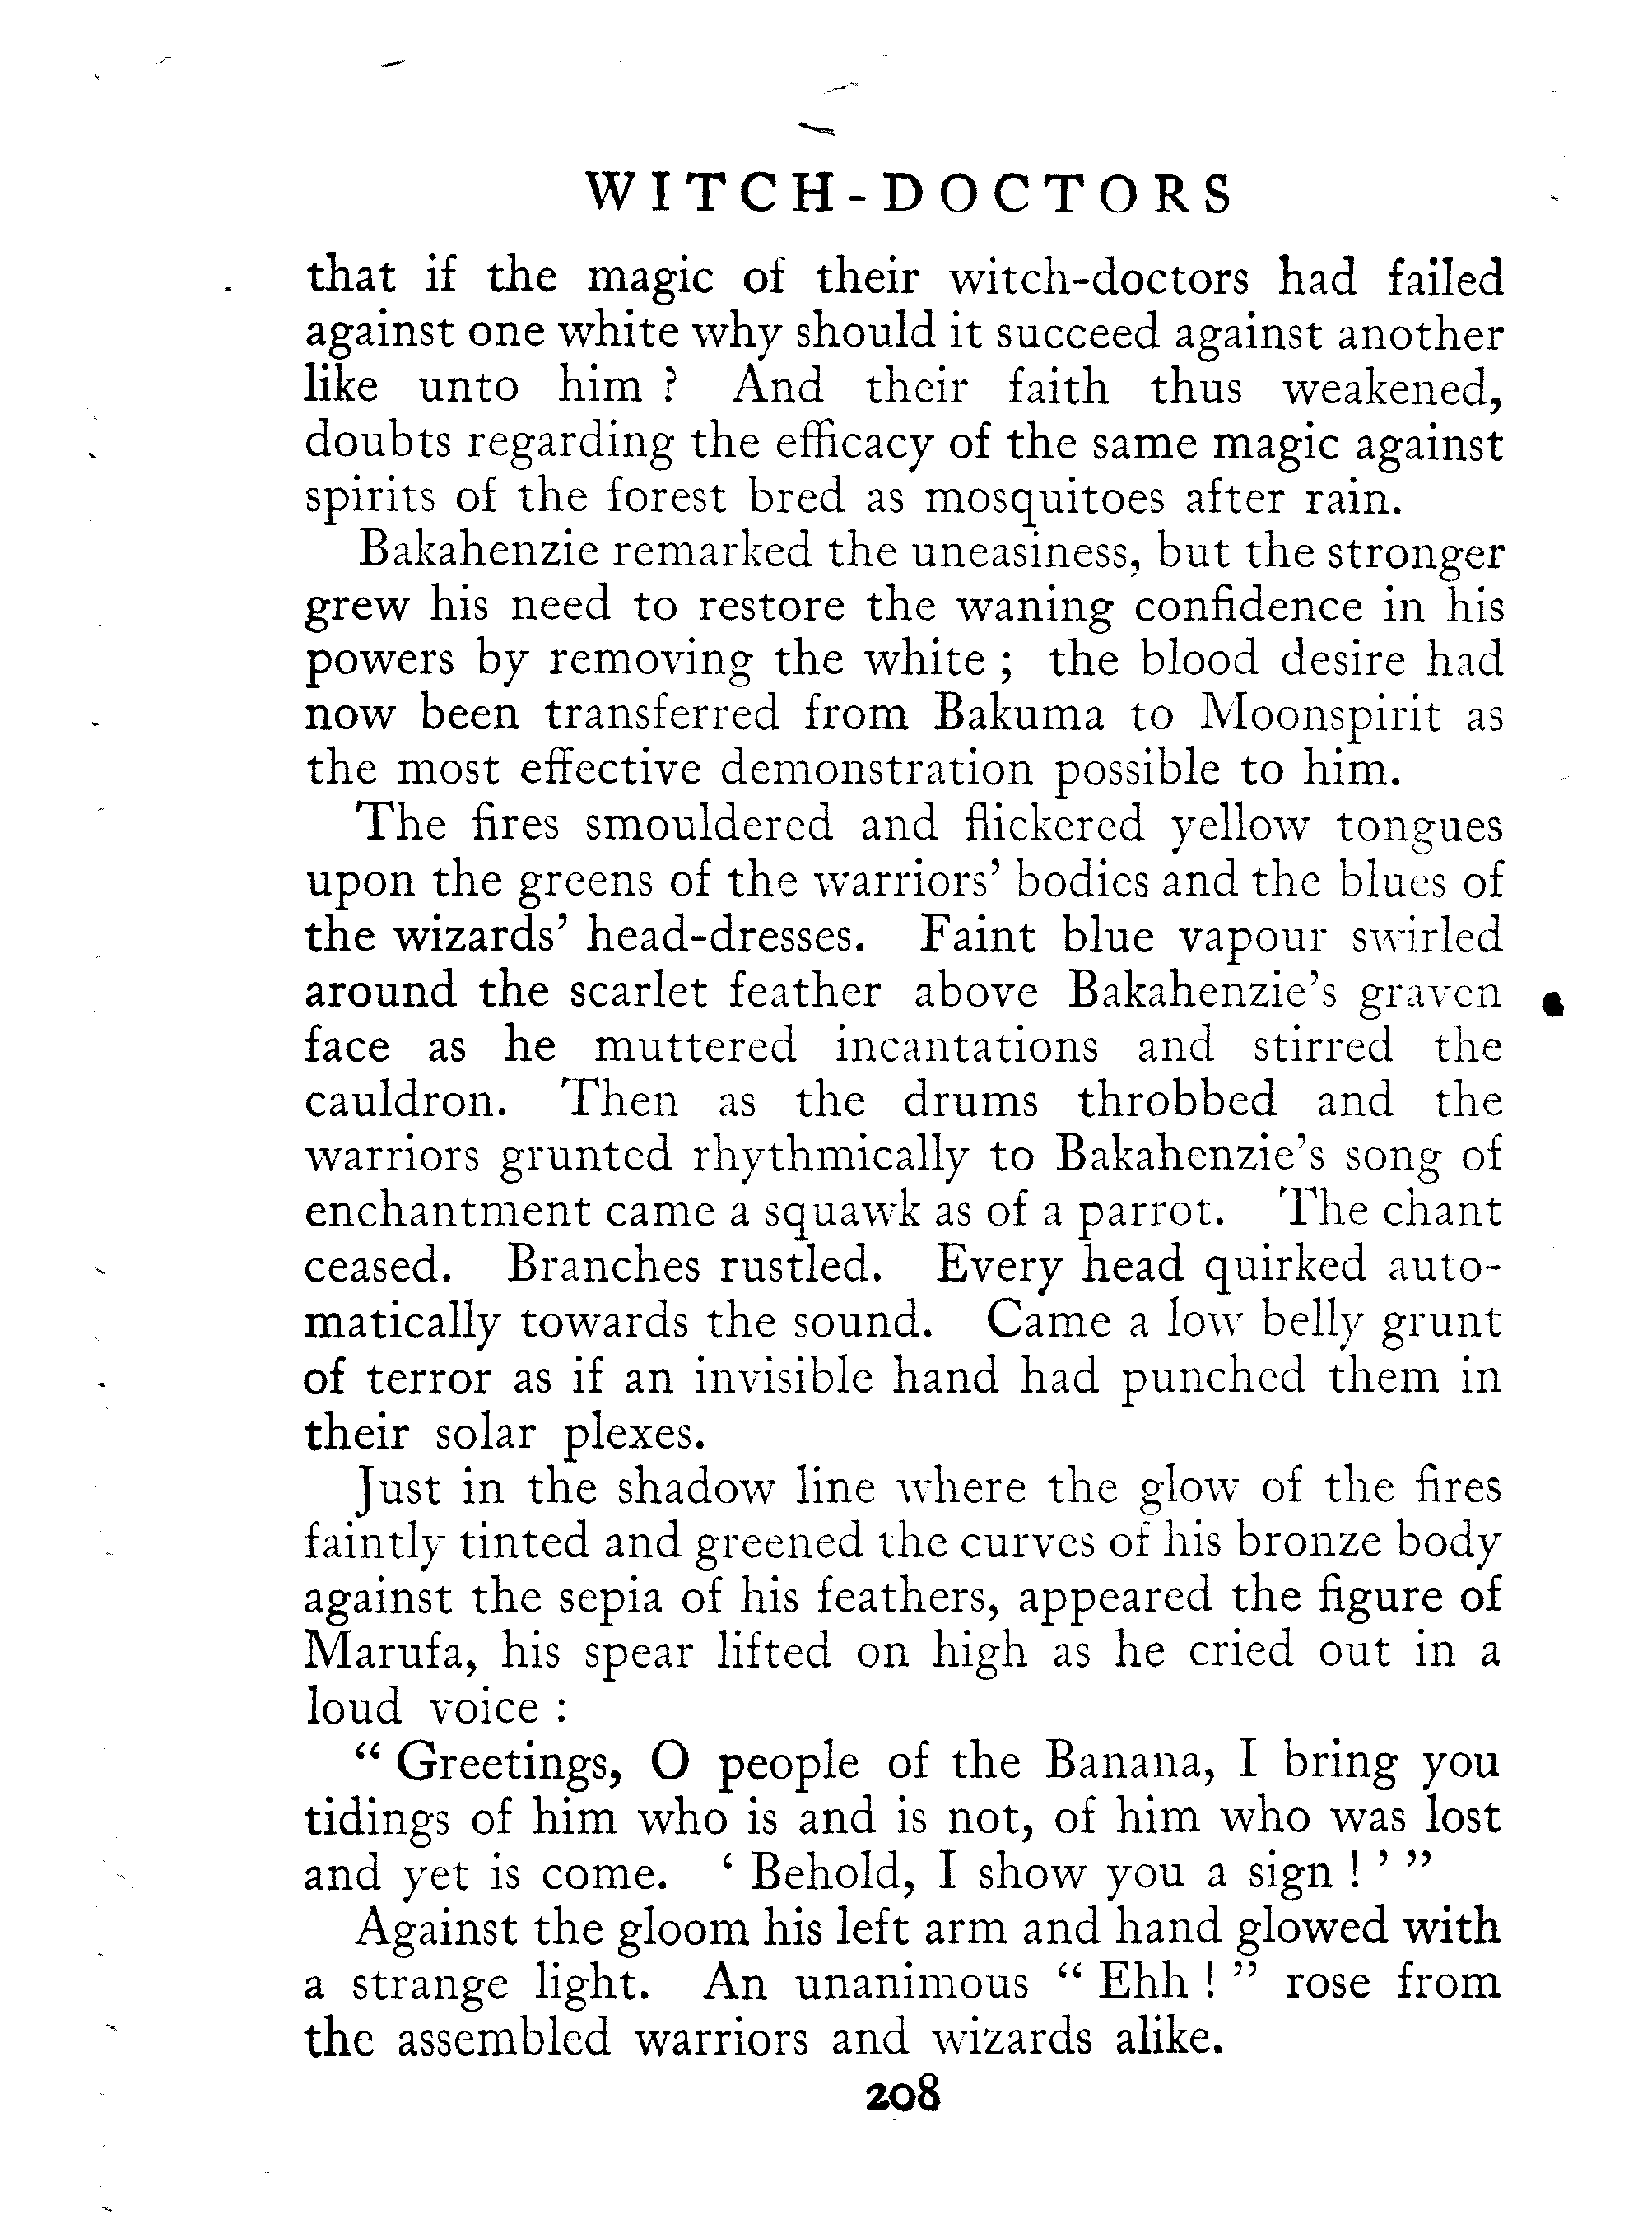 WITCH-DOCTORS
that if the magic of their witch-doctors had failed
against one white why should it succeed against another
like unto him ? And their faith thus weakened,
doubts regarding the efficacy of the same magic against
spirits of the forest bred as mosquitoes after rain.
Bakahenzie remarked the uneasiness, but the stronger
grew his need to restore the waning confidence in his
powers by removing the white ; the blood desire had
now been transferred from Bakuma to Moonspirit as
the most effective demonstration possible to him.
The fires smouldered and flickered yellow tongues
upon the greens of the warriors’ bodies and the blues of
the wizards’ head-dresses. Faint blue vapour swirled
around the scarlet feather above Bakahenzie’s graven
face as he muttered incantations and stirred the
cauldron. Then as the drums throbbed and the
warriors grunted rhythmically to Bakahenzie’s song of
enchantment came a squawk as of a parrot. The chant
ceased. Branches rustled. Every head quirked auto-
matically towards the sound. Came a low belly grunt
of terror as if an invisible hand had punched them in
their solar plexes.
Just in the shadow line where the glow of the fires
faintly tinted and greened the curves of his bronze body
against the sepia of his feathers, appeared the figure of
Marufa, his spear lifted on high as he cried out in a
loud voice :
“ Greetings, O people of the Banana, I bring you
tidings of him who is and is not, of him who was lost
and yet is come. ‘ Behold, I show you a sign ! ’ ”
Against the gloom his left arm and hand glowed with
a strange light. An unanimous “ Ehh ! ” rose from
the assembled warriors and wizards alike.
208